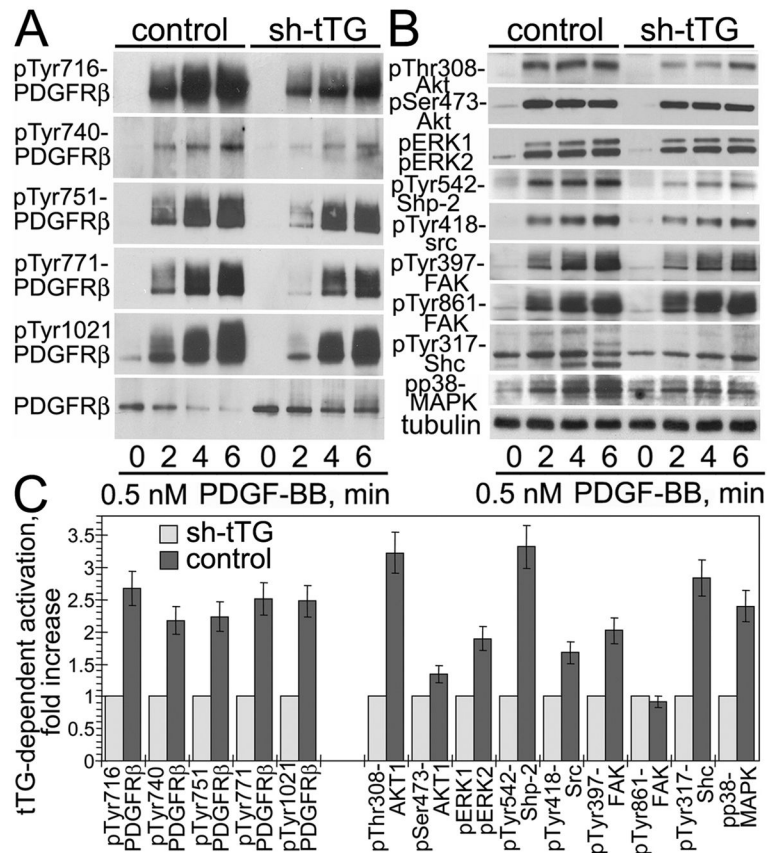 A
control sh-tTG
pTyr716-
PDGFRβ
pTyr740-
PDGFRβ
pTyr751-
PDGFRβ
pTyr771-
PDGFRβ
pTyr1021
PDGFRβ
PDGFRβ
0 2 4 6 0 2 4 6
0.5 nM PDGF-BB, min
B
control sh-tTG
pThr308-
Akt
pSer473-
Akt
pERK1
pERK2
pTyr542-
Shp-2
pTyr418-
src
pTyr397-
FAK
pTyr861-
FAK
pTyr317-
Shc
pp38-
MAPK
tubulin
0 2 4 6 0 2 4 6
0.5 nM PDGF-BB, min
C
tTG-dependent activation,
fold increase
3.5
3
2.5
2
1.5
1
0.5
0
sh-tTG
control
pTyr716
PDGFRβ
pTyr740
PDGFRβ
pTyr751
PDGFRβ
pTyr771
PDGFRβ
pTyr1021
PDGFRβ
pThr308-
AKT1
pSer473-
AKT1
pERK1
pERK2
pTyr542-
Shp-2
pTyr418-
Src
pTyr397-
FAK
pTyr861-
FAK
pTyr317-
Shc
pp38-
MAPK